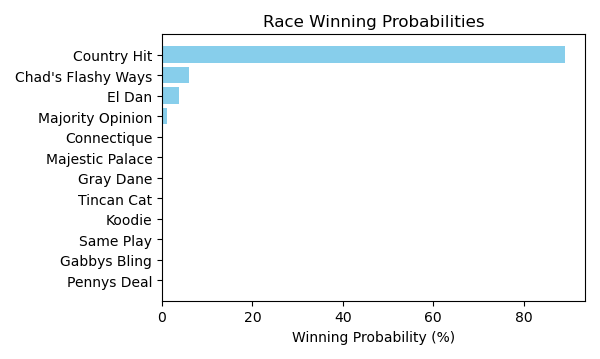 Race Winning Probabilities
Country Hit
Chad's Flashy Ways
El Dan
Majority Opinion
Connectique
Majestic Palace
Gray Dane
Tincan Cat
Koodie
Same Play
Gabbys Bling
Pennys Deal
0 20 40 60 80
Winning Probability (%)